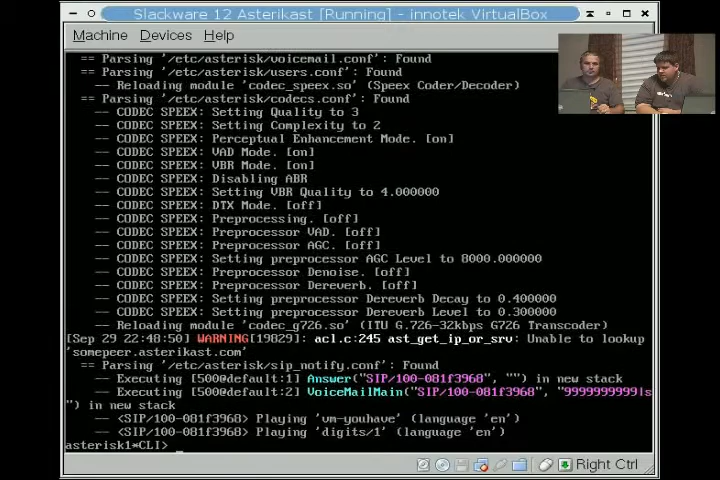 Slackware 12 Asterikast [Running] - innotek VirtualBox
Machine Devices Help
== Parsing '/etc/asterisk/voicemail.conf': Found
== Parsing '/etc/asterisk/users.conf': Found
-- Reloading module 'codec_speex.so' (Speex Coder/Decoder)
== Parsing '/etc/asterisk/codecs.conf': Found
-- CODEC SPEEX: Setting Quality to 3
-- CODEC SPEEX: Setting Complexity to 2
-- CODEC SPEEX: Perceptual Enhancement Mode. [on]
-- CODEC SPEEX: VAD Mode. [on]
-- CODEC SPEEX: VBR Mode. [on]
-- CODEC SPEEX: Disabling ABR
-- CODEC SPEEX: Setting VBR Quality to 4.000000
-- CODEC SPEEX: DTX Mode. [off]
-- CODEC SPEEX: Preprocessing. [off]
-- CODEC SPEEX: Preprocessor VAD. [off]
-- CODEC SPEEX: Preprocessor AGC. [off]
-- CODEC SPEEX: Setting preprocessor AGC Level to 8000.000000
-- CODEC SPEEX: Preprocessor Denoise. [off]
-- CODEC SPEEX: Preprocessor Dereverb. [off]
-- CODEC SPEEX: Setting preprocessor Dereverb Decay to 0.400000
-- CODEC SPEEX: Setting preprocessor Dereverb Level to 0.300000
-- Reloading module 'codec_g726.so' (ITU G.726-32kbps G726 Transcoder)
[Sep 29 22:48:50] WARNING[19829]: acl.c:245 ast_get_ip_or_srv: Unable to lookup
'somepeer.asterikast.com'
== Parsing '/etc/asterisk/sip_notify.conf': Found
-- Executing [500@default:1] Answer("SIP/100-081f3968", "") in new stack
-- Executing [500@default:2] VoiceMailMain("SIP/100-081f3968", "9999999999|s
") in new stack
-- <SIP/100-081f3968> Playing 'vm-youhave' (language 'en')
-- <SIP/100-081f3968> Playing 'digits/1' (language 'en')
asterisk1*CLI> _
Right Ctrl